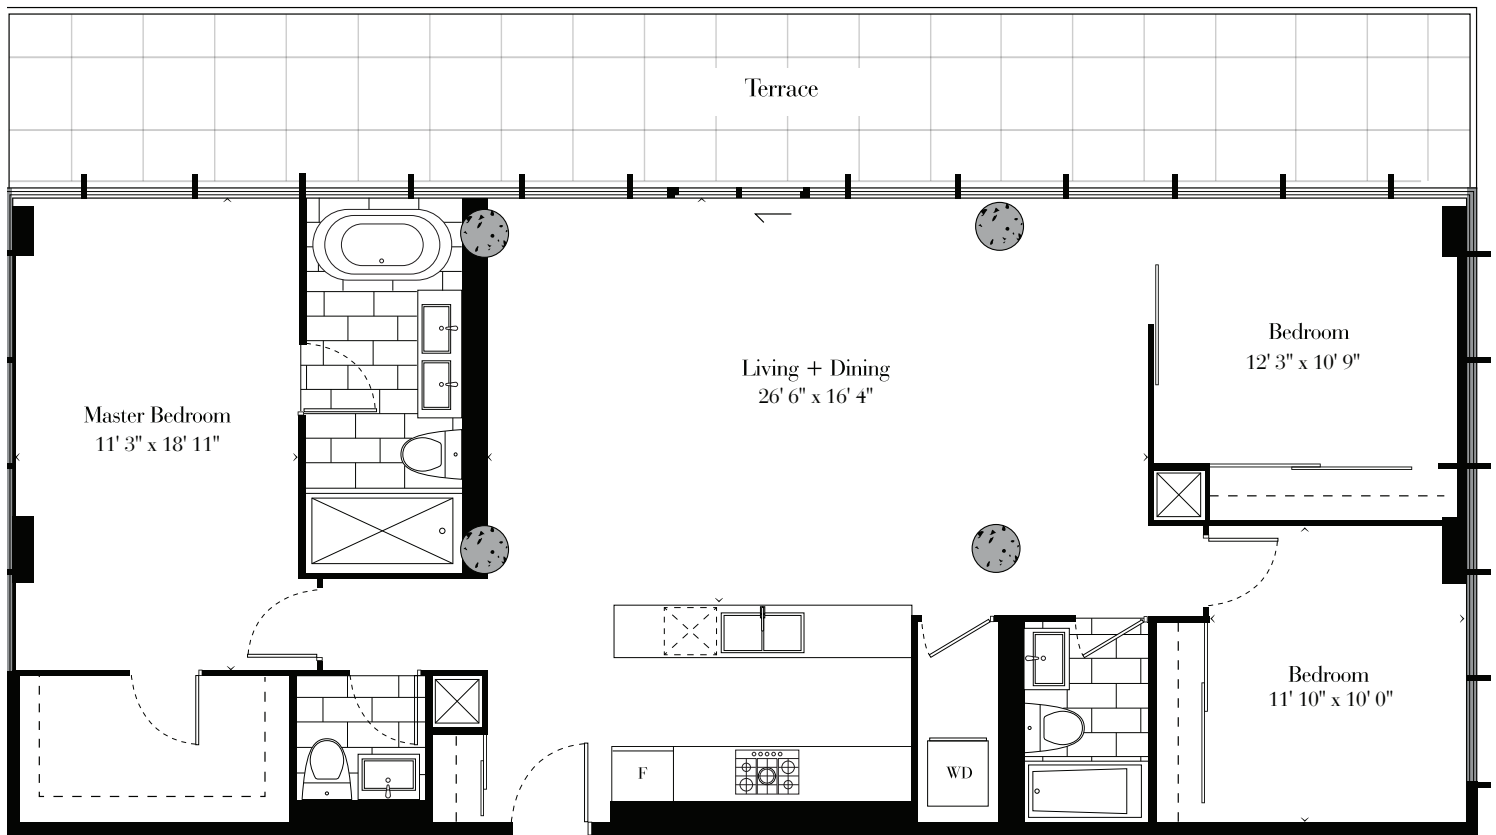 Terrace
Bedroom
12' 3" x 10' 9"
Living + Dining
26' 6" x 16' 4"
Master Bedroom
11' 3" x 18' 11"
Bedroom
11' 10" x 10' 0"
F
WD